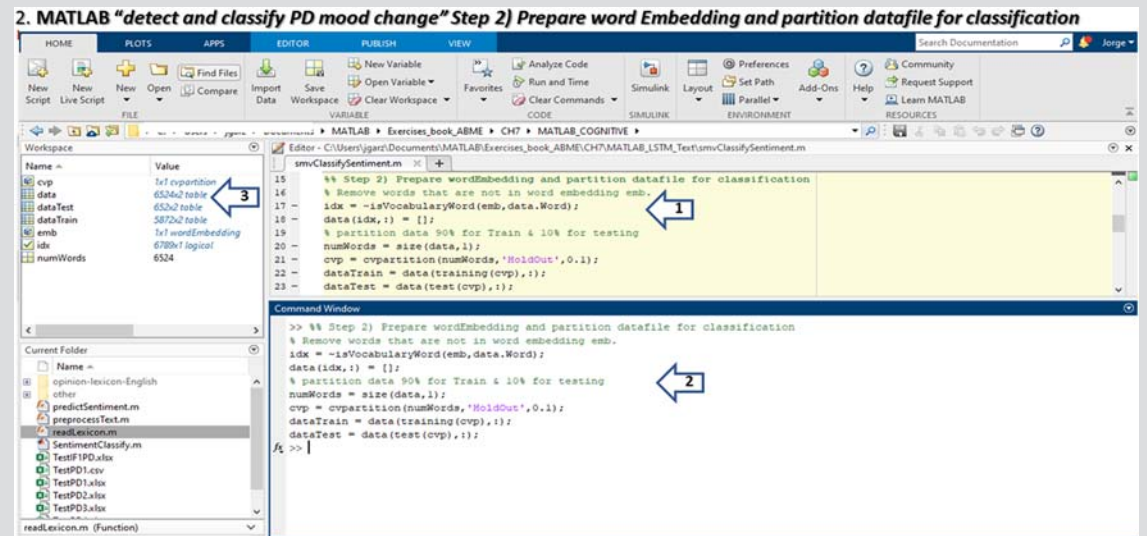 2. MATLAB “detect and classify PD mood change” Step 2) Prepare word Embedding and partition datafile for classification
HOME PLOTS APPS EDITOR PUBLISH VIEW Search Documentation Jorge
New Script
New Live Script
New
Open
Find Files
Compare
FILE
Import Data
Save Workspace
New Variable
Open Variable
Clear Workspace
VARIABLE
Favorites
Analyze Code
Run and Time
Clear Commands
CODE
Simulink
SIMULINK
Layout
Preferences
Set Path
Parallel
Add-Ons
ENVIRONMENT
Help
Community
Request Support
Learn MATLAB
RESOURCES
MATLAB Exercises_book_ABME CH7 MATLAB_COGNITIVE
Workspace
Name Value
cvp 1x1 cvpartition
data 6524x2 table
dataTest 652x2 table
dataTrain 5872x2 table
emb 1x1 wordEmbedding
idx 6789x1 logical
numWords 6524
3
Current Folder
Name
opinion-lexicon-English
other
predictSentiment.m
preprocessText.m
readLexicon.m
SentimentClassify.m
TestIF1PD.xlsx
TestPD1.csv
TestPD1.xlsx
TestPD2.xlsx
TestPD3.xlsx
readLexicon.m (Function)
Editor - C:\Users\jgarz\Documents\MATLAB\Exercises_book_ABME\CH7\MATLAB_LSTM_Text\smvClassifySentiment.m
smvClassifySentiment.m
15 %% Step 2) Prepare wordEmbedding and partition datafile for classification
16 % Remove words that are not in word embedding emb.
17 – idx = ~isVocabularyWord(emb,data.Word);
18 – data(idx,:) = [];
19 % partition data 90% for Train & 10% for testing
20 – numWords = size(data,1);
21 – cvp = cvpartition(numWords,'HoldOut',0.1);
22 – dataTrain = data(training(cvp),:);
23 – dataTest = data(test(cvp),:);
1
Command Window
>> %% Step 2) Prepare wordEmbedding and partition datafile for classification
% Remove words that are not in word embedding emb.
idx = ~isVocabularyWord(emb,data.Word);
data(idx,:) = [];
% partition data 90% for Train & 10% for testing
numWords = size(data,1);
cvp = cvpartition(numWords,'HoldOut',0.1);
dataTrain = data(training(cvp),:);
dataTest = data(test(cvp),:);
fx >>
2